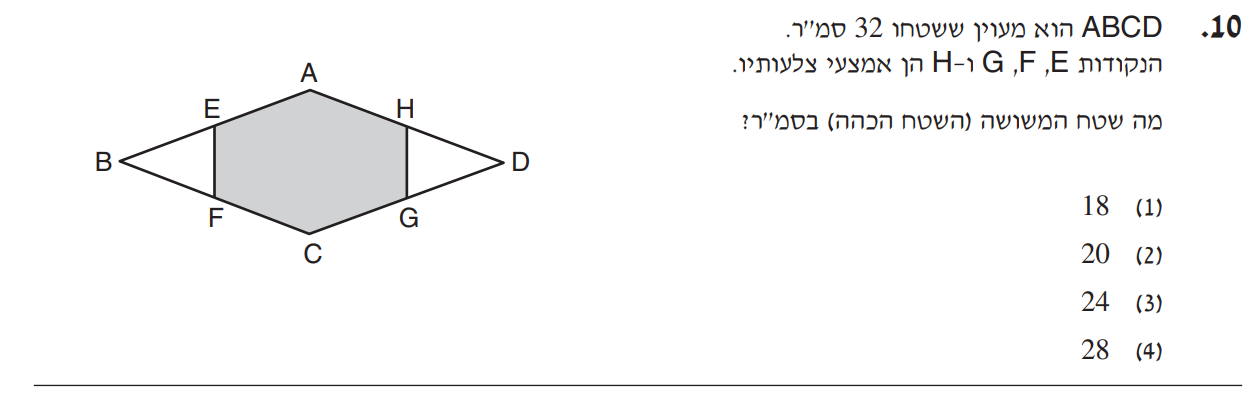 10. ABCD הוא מעוין ששטחו 32 סמ"ר.
הנקודות E, F, G ו-H הן אמצעי צלעותיו.
מה שטח המשושה (השטח הכהה) בסמ"ר?
(1) 18
(2) 20
(3) 24
(4) 28
A
E H
B D
F G
C